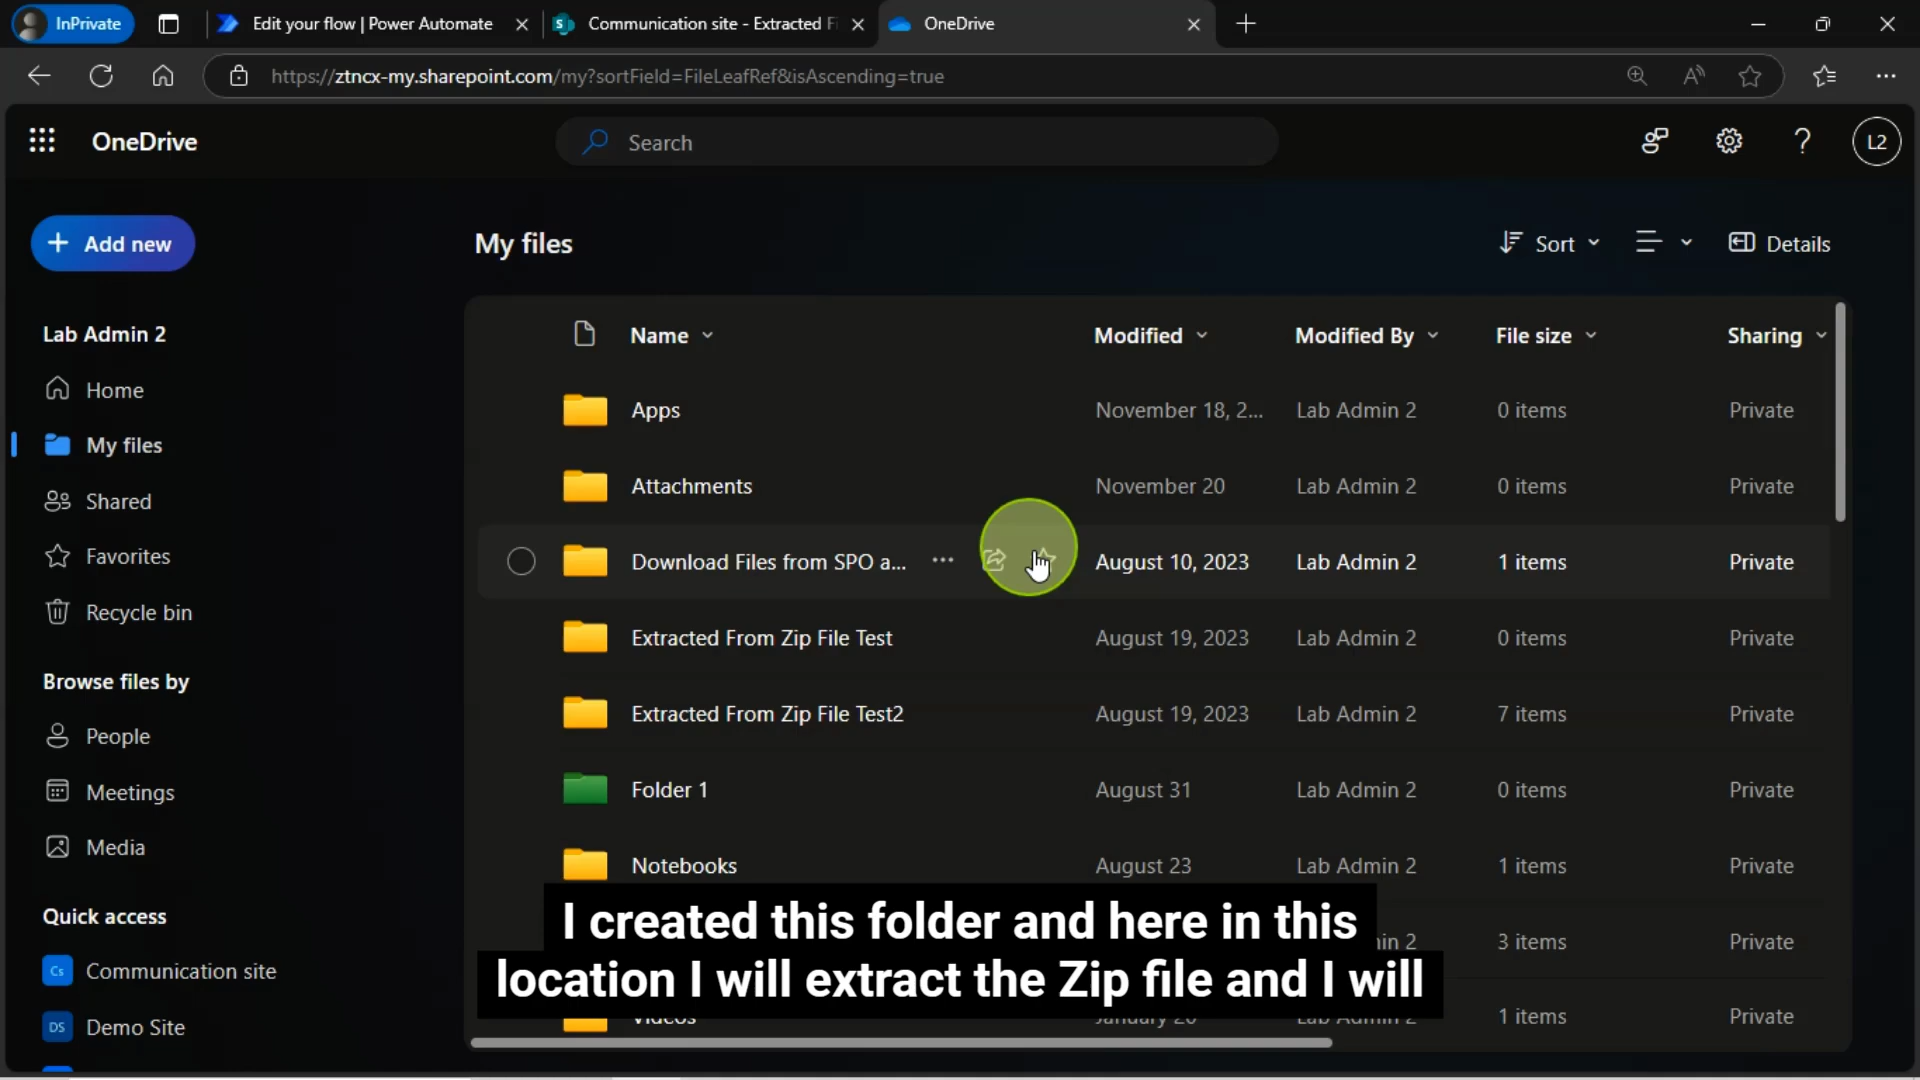 InPrivate
Edit your flow | Power Automate
Communication site - Extracted Fi
OneDrive
https://ztncx-my.sharepoint.com/my?sortField=FileLeafRef&isAscending=true
OneDrive
Search
L2
Add new
My files
Sort
Details
Lab Admin 2
Home
My files
Shared
Favorites
Recycle bin
Browse files by
People
Meetings
Media
Quick access
Cs Communication site
DS Demo Site
Name Modified Modified By File size Sharing
Apps November 18, 2... Lab Admin 2 0 items Private
Attachments November 20 Lab Admin 2 0 items Private
Download Files from SPO a... August 10, 2023 Lab Admin 2 1 items Private
Extracted From Zip File Test August 19, 2023 Lab Admin 2 0 items Private
Extracted From Zip File Test2 August 19, 2023 Lab Admin 2 7 items Private
Folder 1 August 31 Lab Admin 2 0 items Private
Notebooks August 23 Lab Admin 2 1 items Private
3 items Private
Videos 1 items Private
I created this folder and here in this
location I will extract the Zip file and I will